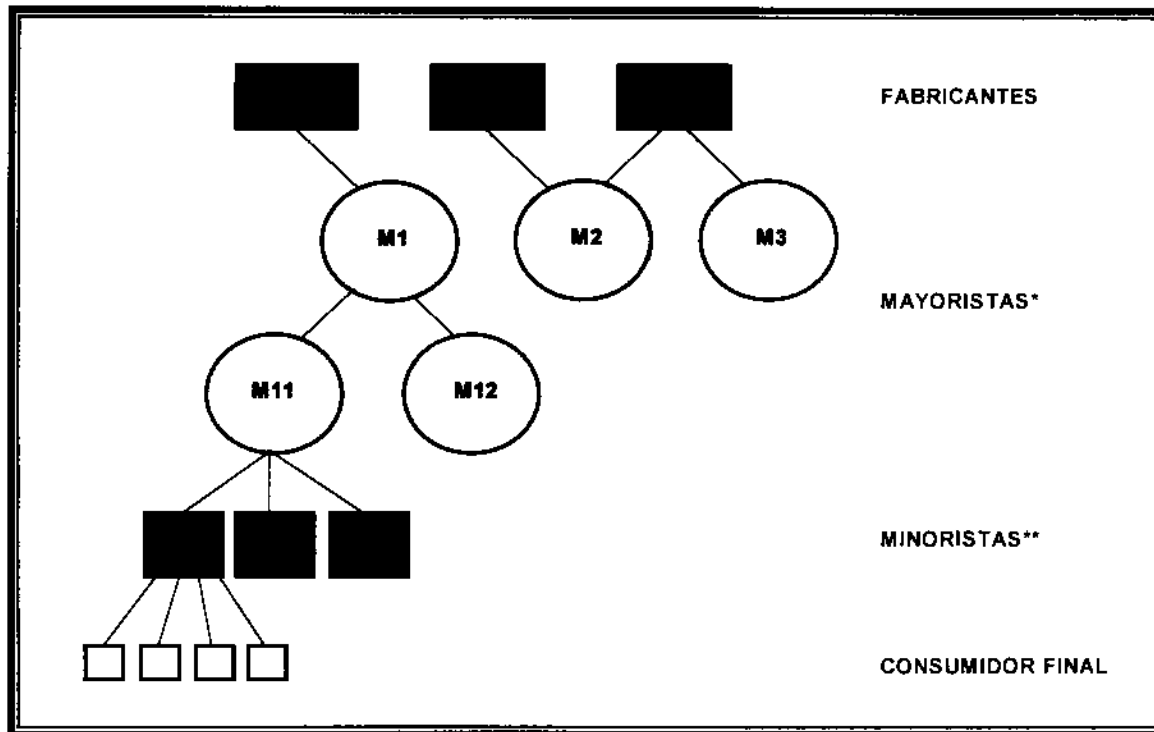 FABRICANTES
M1
M2
M3
MAYORISTAS*
M11
M12
MINORISTAS**
CONSUMIDOR FINAL